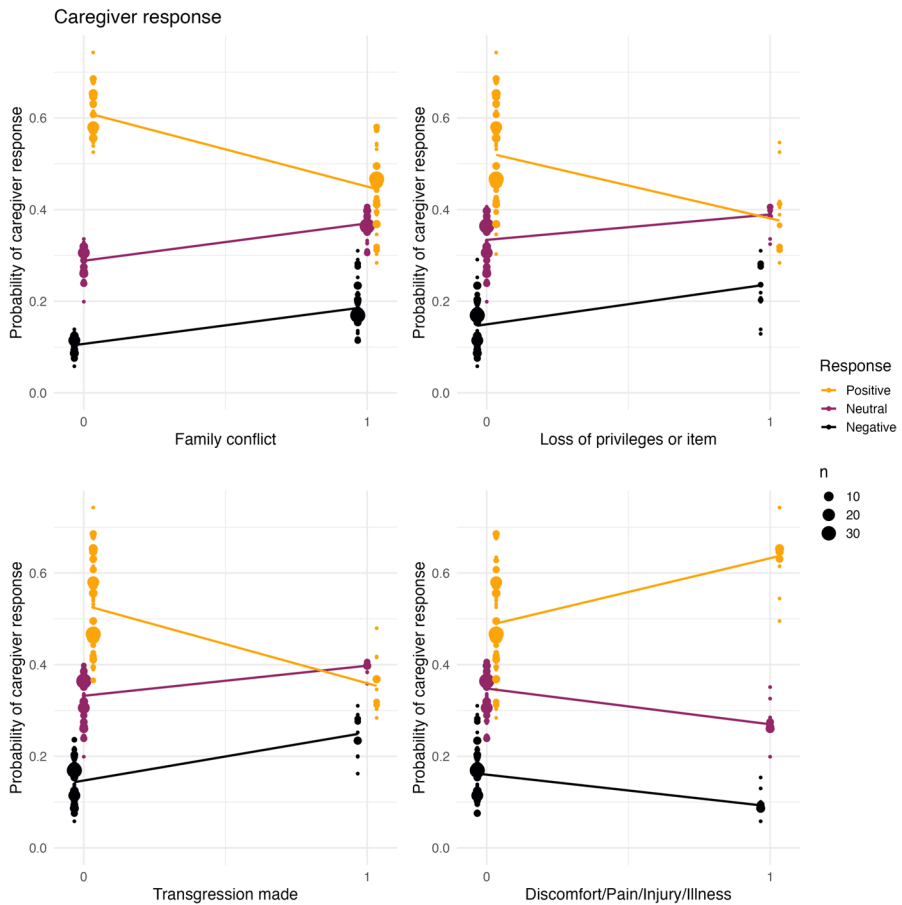 Caregiver response
Probability of caregiver response
0.6
0.4
0.2
0.0
0 1
Family conflict
Probability of caregiver response
0.6
0.4
0.2
0.0
0 1
Loss of privileges or item
Response
Positive
Neutral
Negative
n
10
20
30
Probability of caregiver response
0.6
0.4
0.2
0.0
0 1
Transgression made
Probability of caregiver response
0.6
0.4
0.2
0.0
0 1
Discomfort/Pain/Injury/Illness